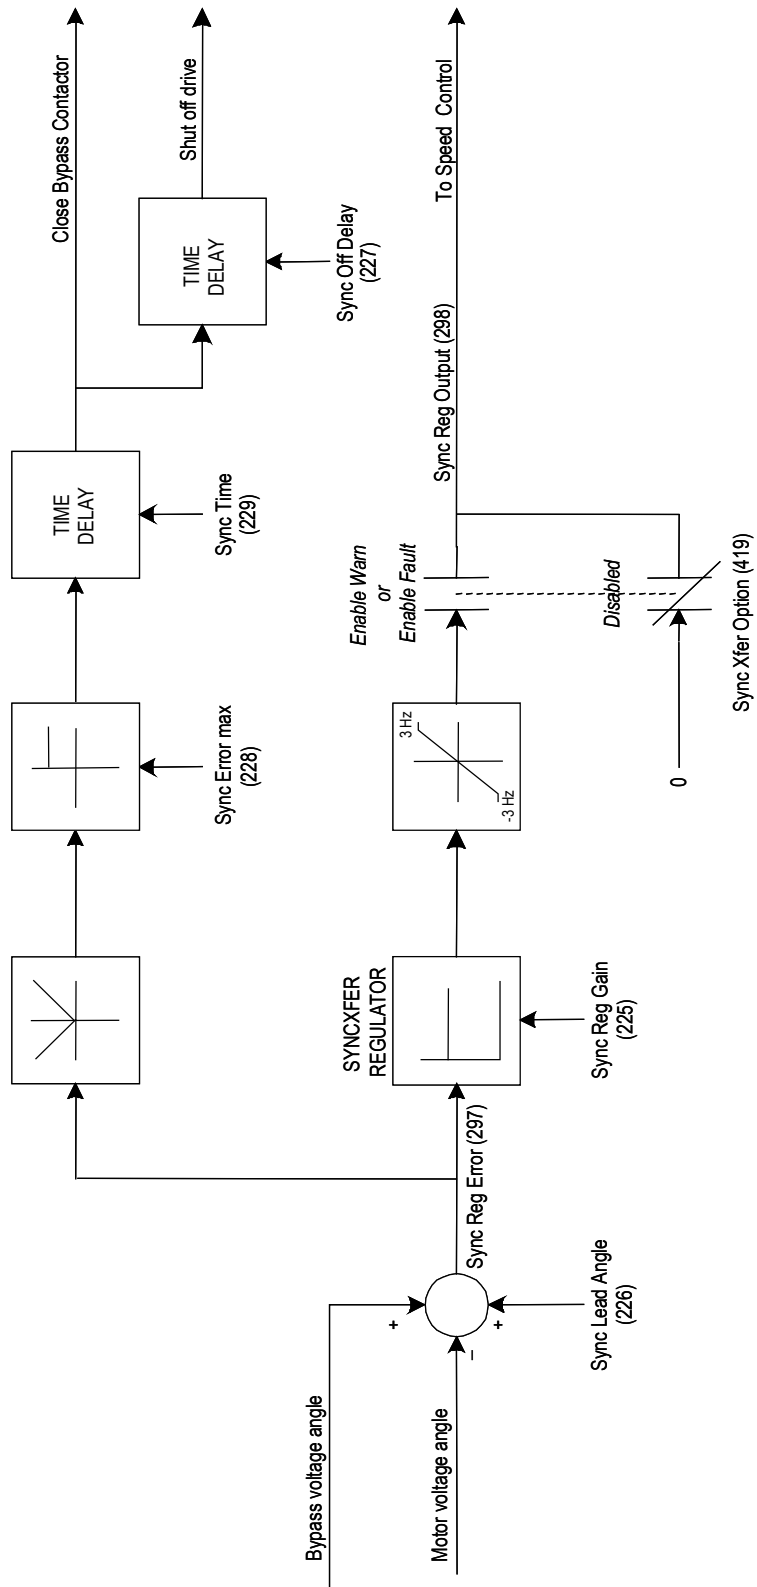 Close Bypass Contactor
Shut off drive
To Speed Control
TIME
DELAY
Sync Off Delay
(227)
Sync Reg Output (298)
TIME
DELAY
Sync Time
(229)
Enable Warn
or
Enable Fault
Disabled
Sync Xfer Option (419)
Sync Error max
(228)
3 Hz
-3 Hz
0
SYNCXFER
REGULATOR
Sync Reg Gain
(225)
Sync Reg Error (297)
+
–
+
Sync Lead Angle
(226)
Bypass voltage angle
Motor voltage angle